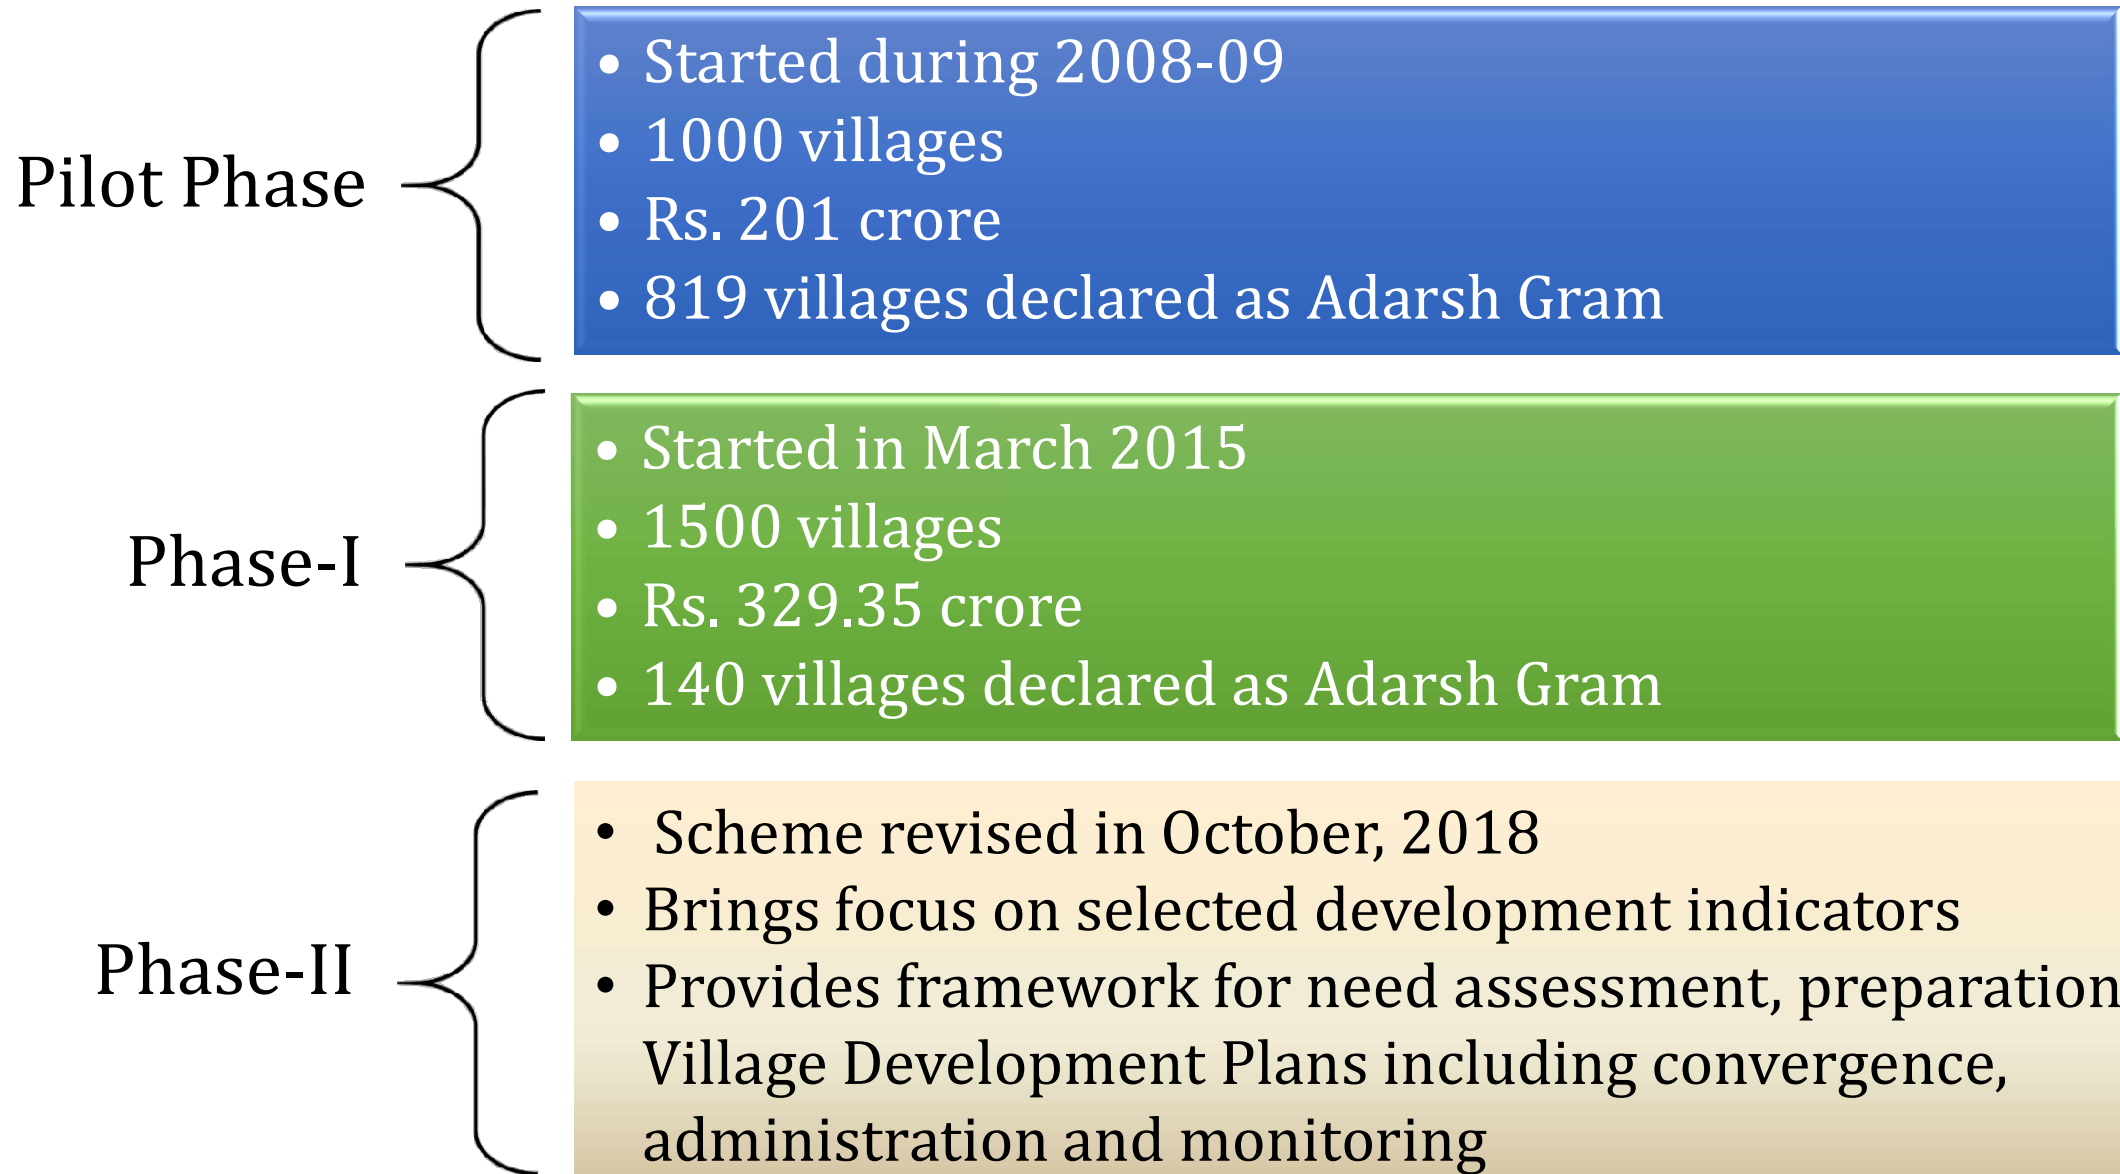 Pilot Phase
• Started during 2008-09
• 1000 villages
• Rs. 201 crore
• 819 villages declared as Adarsh Gram
Phase-I
• Started in March 2015
• 1500 villages
• Rs. 329.35 crore
• 140 villages declared as Adarsh Gram
Phase-II
• Scheme revised in October, 2018
• Brings focus on selected development indicators
• Provides framework for need assessment, preparation
Village Development Plans including convergence,
administration and monitoring